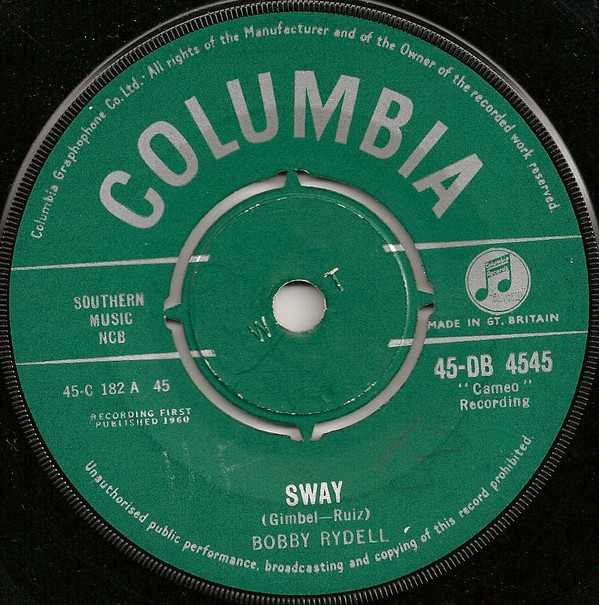 Columbia Graphophone Co. Ltd. · All rights of the Manufacturer and of the Owner of the recorded work reserved.
COLUMBIA
SOUTHERN
MUSIC
NCB
45-C 182 A 45
RECORDING FIRST
PUBLISHED 1960
W T
Columbia
Records
MADE IN GT. BRITAIN
45-DB 4545
"Cameo"
Recording
SWAY
(Gimbel—Ruiz)
BOBBY RYDELL
Unauthorised public performance, broadcasting and copying of this record prohibited.